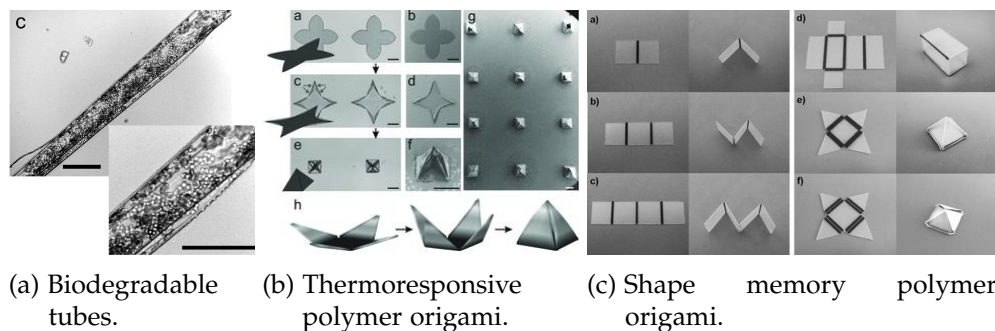 c
a
b
g
c
d
e
f
h
a)
d)
b)
e)
c)
f)
(a) Biodegradable
tubes.
(b) Thermoresponsive
polymer origami.
(c) Shape memory polymer
origami.